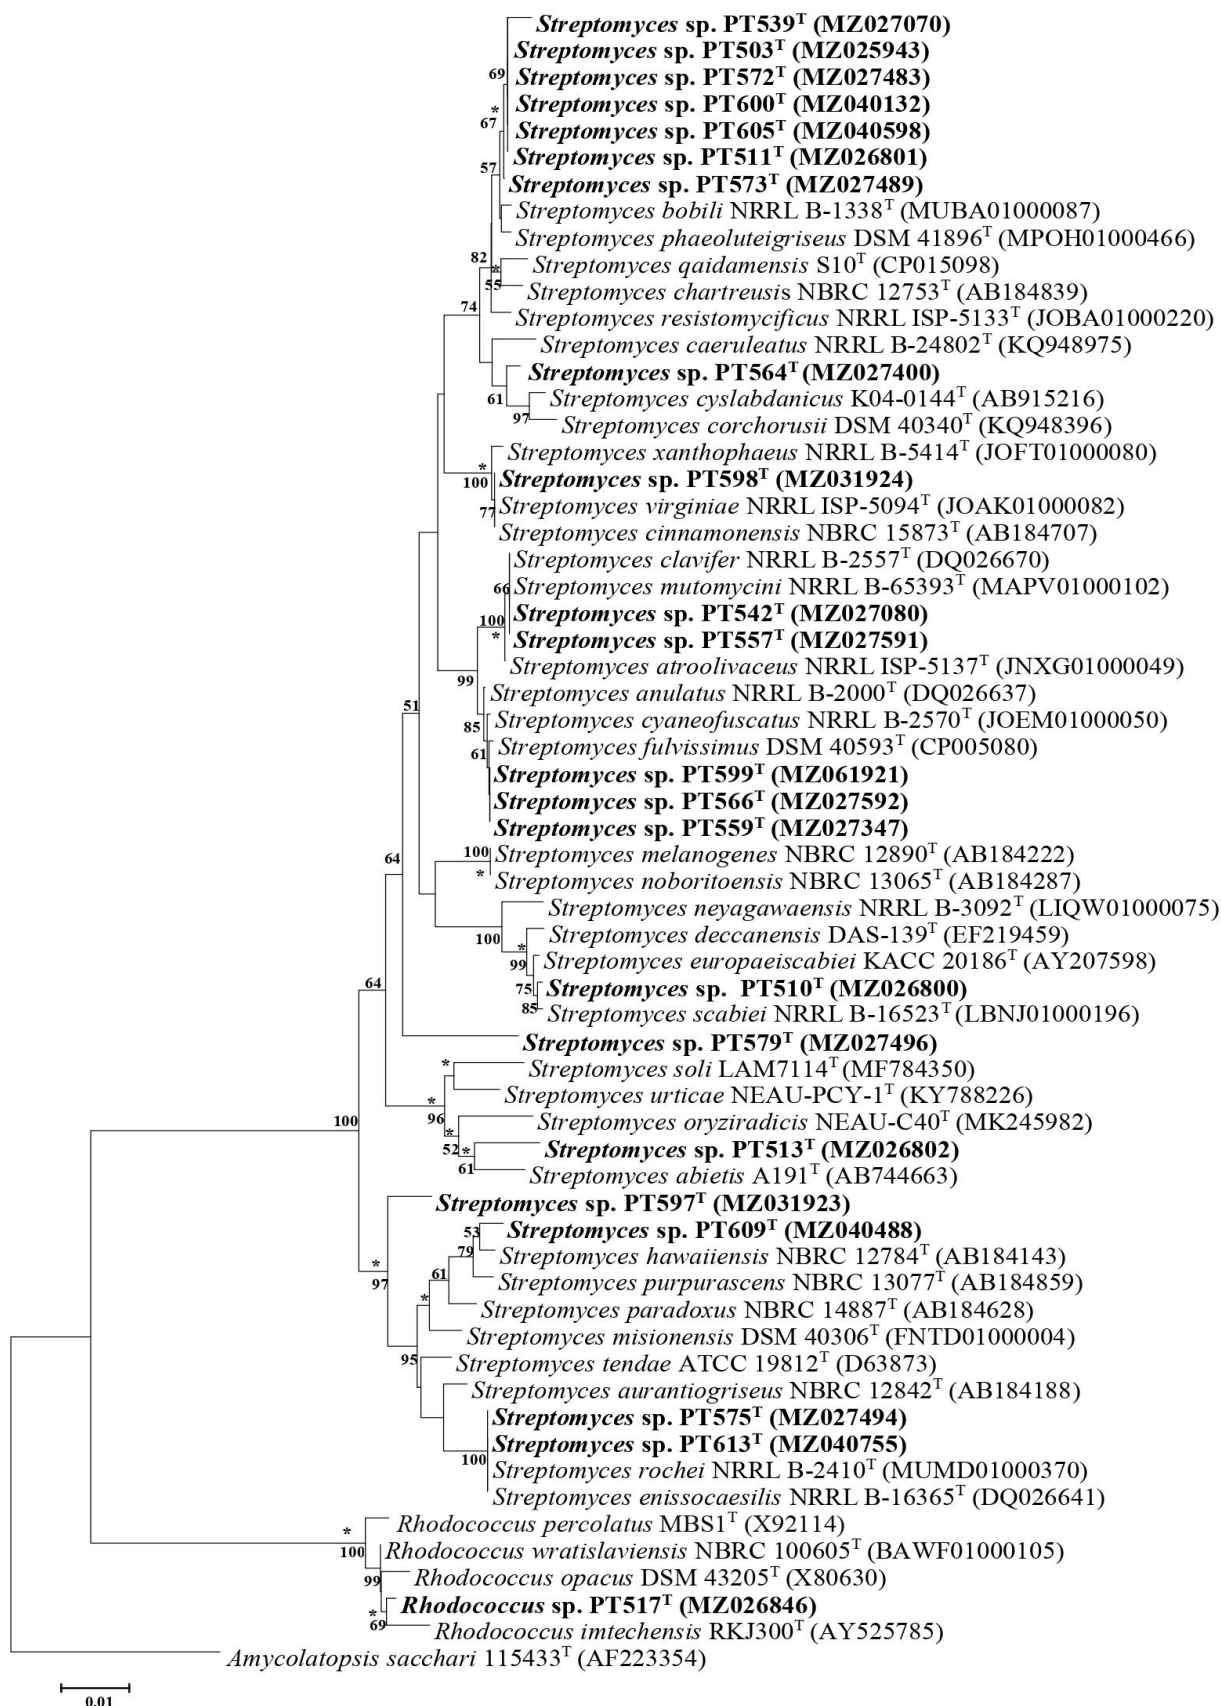 Streptomyces sp. PT539ᵀ (MZ027070)
Streptomyces sp. PT503ᵀ (MZ025943)
69
Streptomyces sp. PT572ᵀ (MZ027483)
*
Streptomyces sp. PT600ᵀ (MZ040132)
67
Streptomyces sp. PT605ᵀ (MZ040598)
Streptomyces sp. PT511ᵀ (MZ026801)
57
Streptomyces sp. PT573ᵀ (MZ027489)
Streptomyces bobili NRRL B-1338ᵀ (MUBA01000087)
Streptomyces phaeoluteigriseus DSM 41896ᵀ (MPOH01000466)
82
*
Streptomyces qaidamensis S10ᵀ (CP015098)
55
Streptomyces chartreusis NBRC 12753ᵀ (AB184839)
74
Streptomyces resistomycificus NRRL ISP-5133ᵀ (JOBA01000220)
Streptomyces caeruleatus NRRL B-24802ᵀ (KQ948975)
Streptomyces sp. PT564ᵀ (MZ027400)
61
Streptomyces cyslabdanicus K04-0144ᵀ (AB915216)
97
Streptomyces corchorusii DSM 40340ᵀ (KQ948396)
Streptomyces xanthophaeus NRRL B-5414ᵀ (JOFT01000080)
*
100
Streptomyces sp. PT598ᵀ (MZ031924)
77
Streptomyces virginiae NRRL ISP-5094ᵀ (JOAK01000082)
Streptomyces cinnamonensis NBRC 15873ᵀ (AB184707)
Streptomyces clavifer NRRL B-2557ᵀ (DQ026670)
66
Streptomyces mutomycini NRRL B-65393ᵀ (MAPV01000102)
100
Streptomyces sp. PT542ᵀ (MZ027080)
*
Streptomyces sp. PT557ᵀ (MZ027591)
Streptomyces atroolivaceus NRRL ISP-5137ᵀ (JNXG01000049)
99
Streptomyces anulatus NRRL B-2000ᵀ (DQ026637)
51
85
Streptomyces cyaneofuscatus NRRL B-2570ᵀ (JOEM01000050)
61
Streptomyces fulvissimus DSM 40593ᵀ (CP005080)
Streptomyces sp. PT599ᵀ (MZ061921)
Streptomyces sp. PT566ᵀ (MZ027592)
Streptomyces sp. PT559ᵀ (MZ027347)
64
100
Streptomyces melanogenes NBRC 12890ᵀ (AB184222)
*
Streptomyces noboritoensis NBRC 13065ᵀ (AB184287)
Streptomyces neyagawaensis NRRL B-3092ᵀ (LIQW01000075)
100
Streptomyces deccanensis DAS-139ᵀ (EF219459)
*
99
Streptomyces europaeiscabiei KACC 20186ᵀ (AY207598)
64
75
Streptomyces sp. PT510ᵀ (MZ026800)
85
Streptomyces scabiei NRRL B-16523ᵀ (LBNJ01000196)
Streptomyces sp. PT579ᵀ (MZ027496)
*
Streptomyces soli LAM7114ᵀ (MF784350)
*
Streptomyces urticae NEAU-PCY-1ᵀ (KY788226)
100
96
Streptomyces oryziradicis NEAU-C40ᵀ (MK245982)
*
52
*
Streptomyces sp. PT513ᵀ (MZ026802)
61
Streptomyces abietis A191ᵀ (AB744663)
Streptomyces sp. PT597ᵀ (MZ031923)
53
Streptomyces sp. PT609ᵀ (MZ040488)
79
Streptomyces hawaiiensis NBRC 12784ᵀ (AB184143)
*
97
61
Streptomyces purpurascens NBRC 13077ᵀ (AB184859)
*
Streptomyces paradoxus NBRC 14887ᵀ (AB184628)
Streptomyces misionensis DSM 40306ᵀ (FNTD01000004)
95
Streptomyces tendae ATCC 19812ᵀ (D63873)
Streptomyces aurantiogriseus NBRC 12842ᵀ (AB184188)
Streptomyces sp. PT575ᵀ (MZ027494)
Streptomyces sp. PT613ᵀ (MZ040755)
100
Streptomyces rochei NRRL B-2410ᵀ (MUMD01000370)
Streptomyces enissocaesilis NRRL B-16365ᵀ (DQ026641)
*
Rhodococcus percolatus MBS1ᵀ (X92114)
100
Rhodococcus wratislaviensis NBRC 100605ᵀ (BAWF01000105)
99
Rhodococcus opacus DSM 43205ᵀ (X80630)
*
Rhodococcus sp. PT517ᵀ (MZ026846)
69
Rhodococcus imtechensis RKJ300ᵀ (AY525785)
Amycolatopsis sacchari 115433ᵀ (AF223354)
0.01